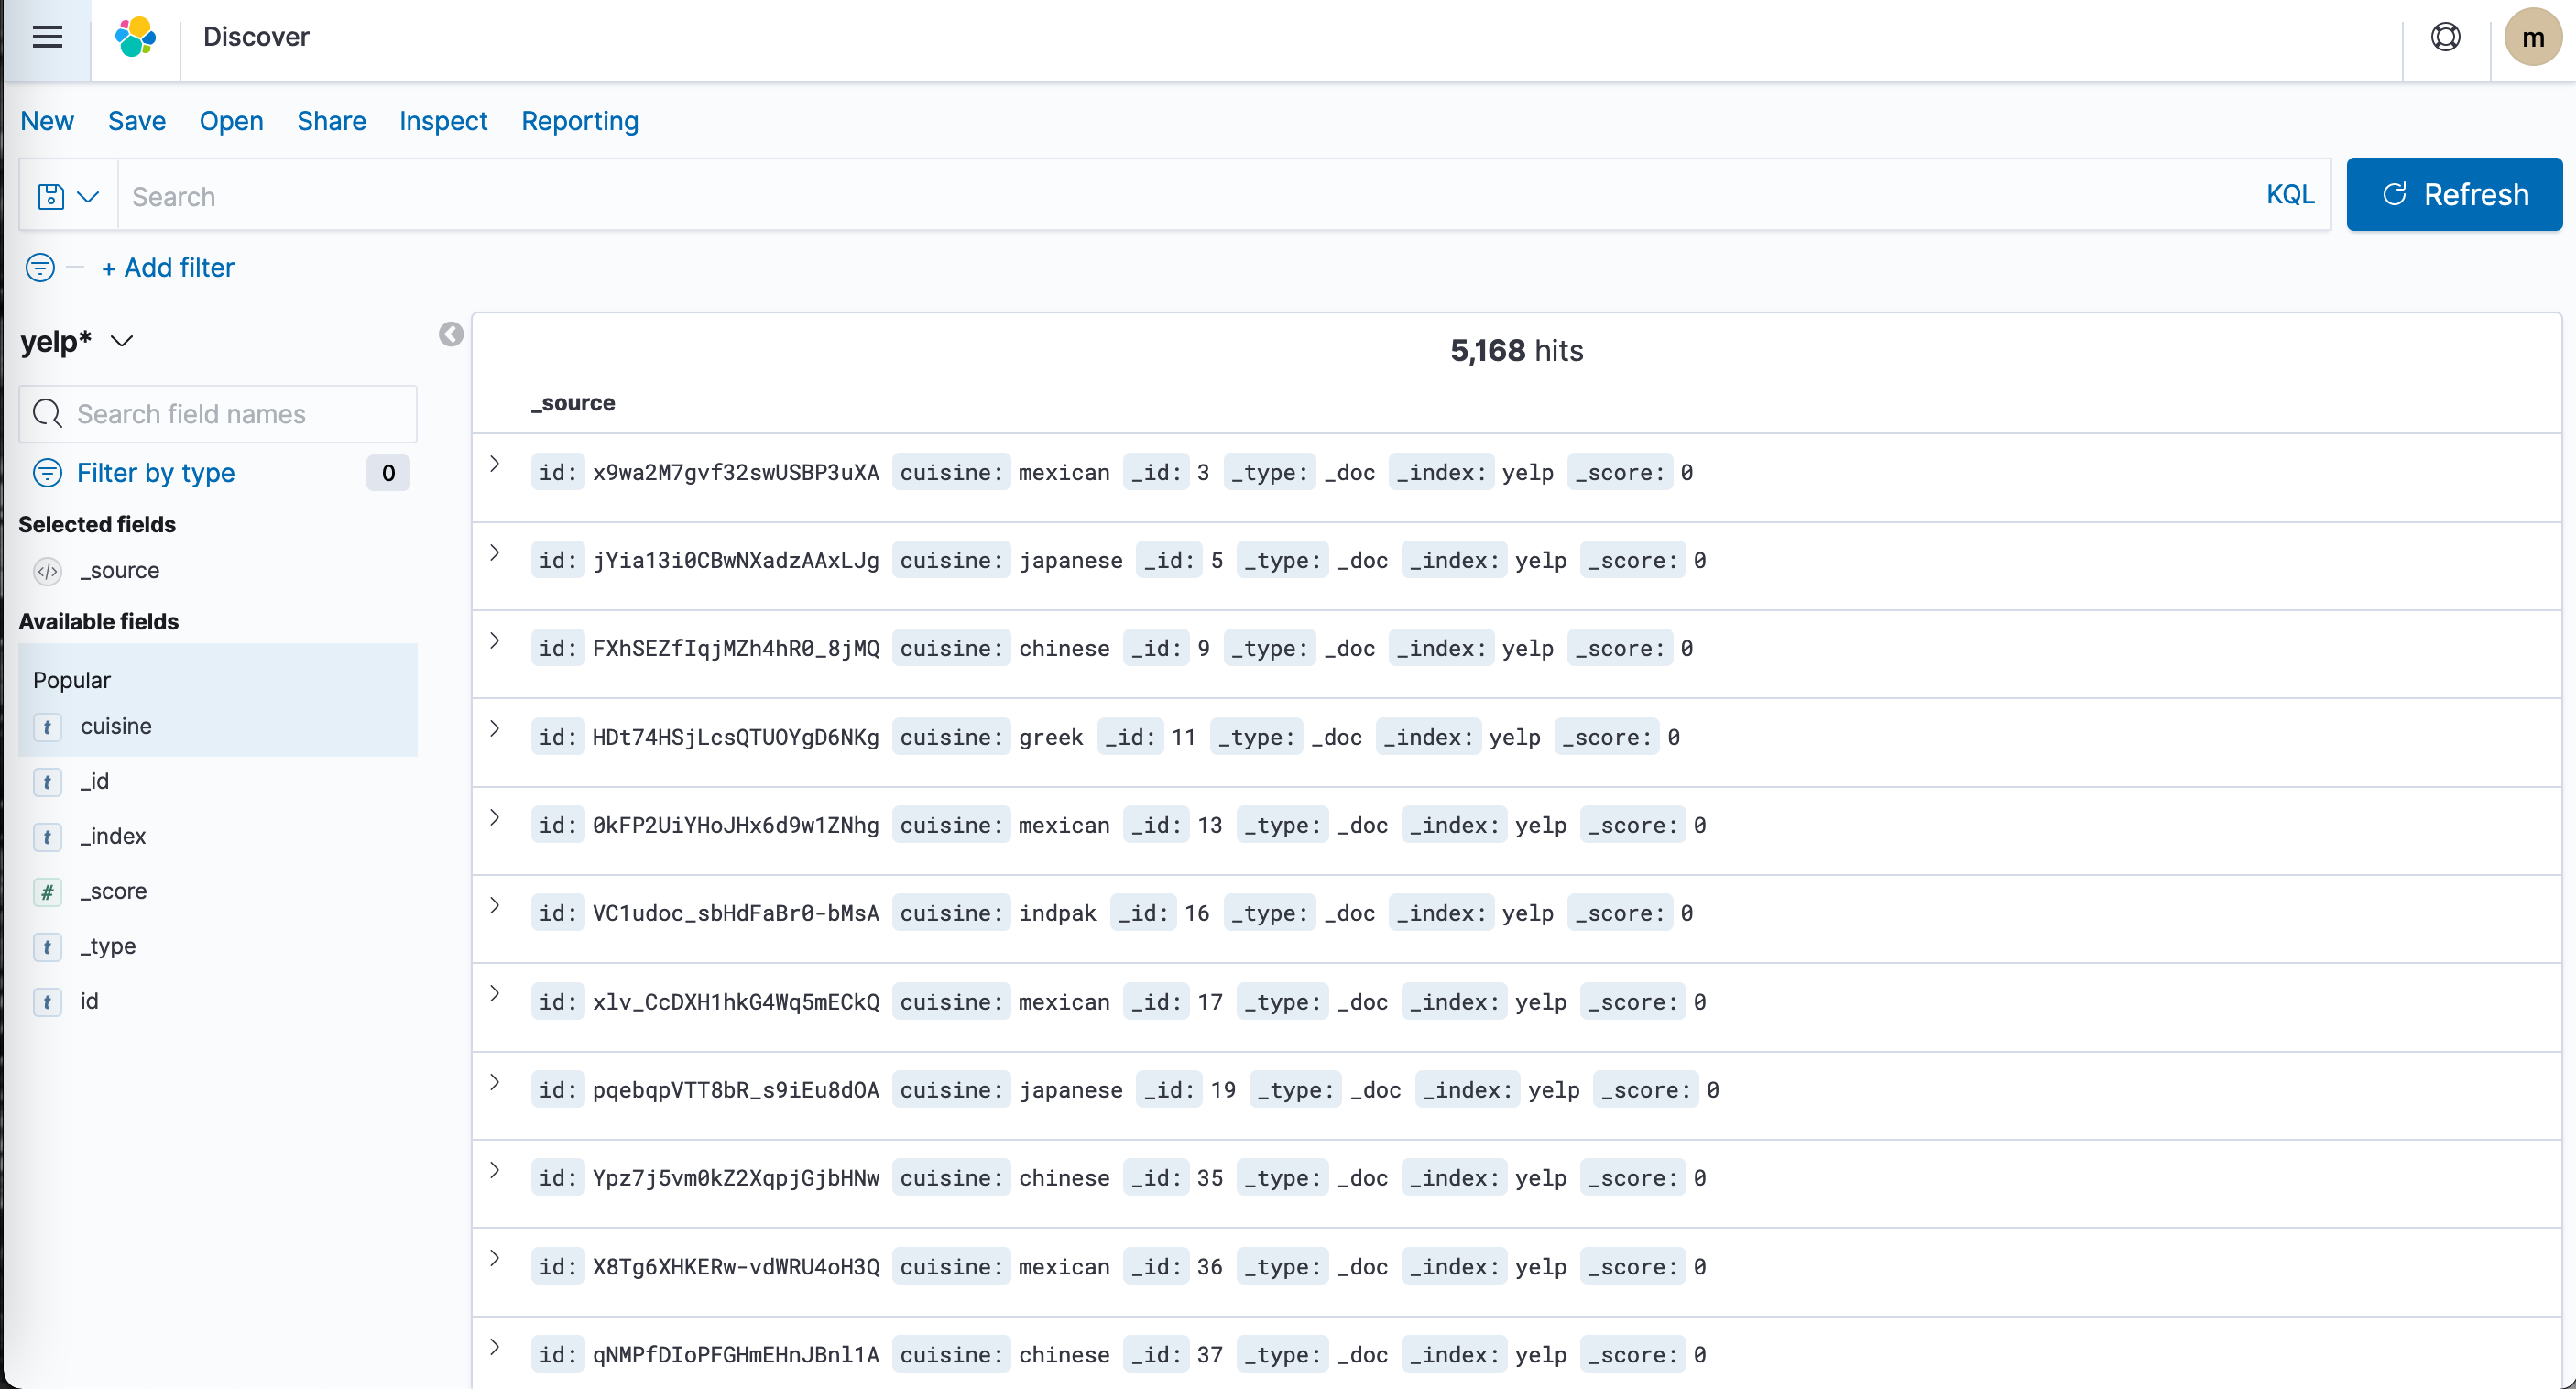 Discover
m
New Save Open Share Inspect Reporting
Search KQL Refresh
+ Add filter
yelp*
Search field names
Filter by type 0
Selected fields
_source
Available fields
Popular
cuisine
_id
_index
_score
_type
id
5,168 hits
_source
id: x9wa2M7gvf32swUSBP3uXA cuisine: mexican _id: 3 _type: _doc _index: yelp _score: 0
id: jYia13i0CBwNXadzAAxLJg cuisine: japanese _id: 5 _type: _doc _index: yelp _score: 0
id: FXhSEZfIqjMZh4hR0_8jMQ cuisine: chinese _id: 9 _type: _doc _index: yelp _score: 0
id: HDt74HSjLcsQTUOYgD6NKg cuisine: greek _id: 11 _type: _doc _index: yelp _score: 0
id: 0kFP2UiYHoJHx6d9w1ZNhg cuisine: mexican _id: 13 _type: _doc _index: yelp _score: 0
id: VC1udoc_sbHdFaBr0-bMsA cuisine: indpak _id: 16 _type: _doc _index: yelp _score: 0
id: xlv_CcDXH1hkG4Wq5mECkQ cuisine: mexican _id: 17 _type: _doc _index: yelp _score: 0
id: pqebqpVTT8bR_s9iEu8dOA cuisine: japanese _id: 19 _type: _doc _index: yelp _score: 0
id: Ypz7j5vm0kZ2XqpjGjbHNw cuisine: chinese _id: 35 _type: _doc _index: yelp _score: 0
id: X8Tg6XHKERw-vdWRU4oH3Q cuisine: mexican _id: 36 _type: _doc _index: yelp _score: 0
id: qNMPfDIoPFGHmEHnJBnl1A cuisine: chinese _id: 37 _type: _doc _index: yelp _score: 0